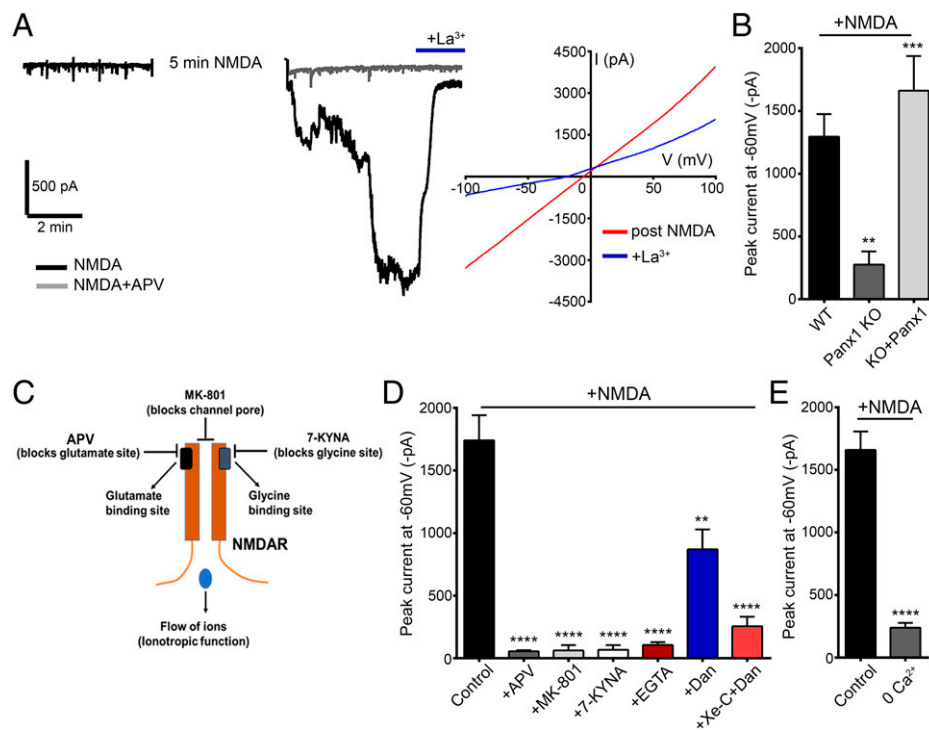 A
5 min NMDA
+La³⁺
500 pA
2 min
NMDA
NMDA+APV
I (pA)
4500
3000
1500
V (mV)
-100
-50
0
50
100
-1500
-3000
-4500
post NMDA
+La³⁺
B
+NMDA
Peak current at -60mV (-pA)
2000
1500
1000
500
0
**
***
WT
Panx1 KO
KO+Panx1
C
MK-801
(blocks channel pore)
APV
(blocks glutamate site)
7-KYNA
(blocks glycine site)
Glutamate
binding site
Glycine
binding site
NMDAR
Flow of ions
(Ionotropic function)
D
+NMDA
Peak current at -60mV (-pA)
2000
1500
1000
500
0
****
****
****
****
**
****
Control
+APV
+MK-801
+7-KYNA
+EGTA
+Dan
+Xe-C+Dan
E
+NMDA
Peak current at -60mV (-pA)
2000
1500
1000
500
0
****
Control
0 Ca²⁺